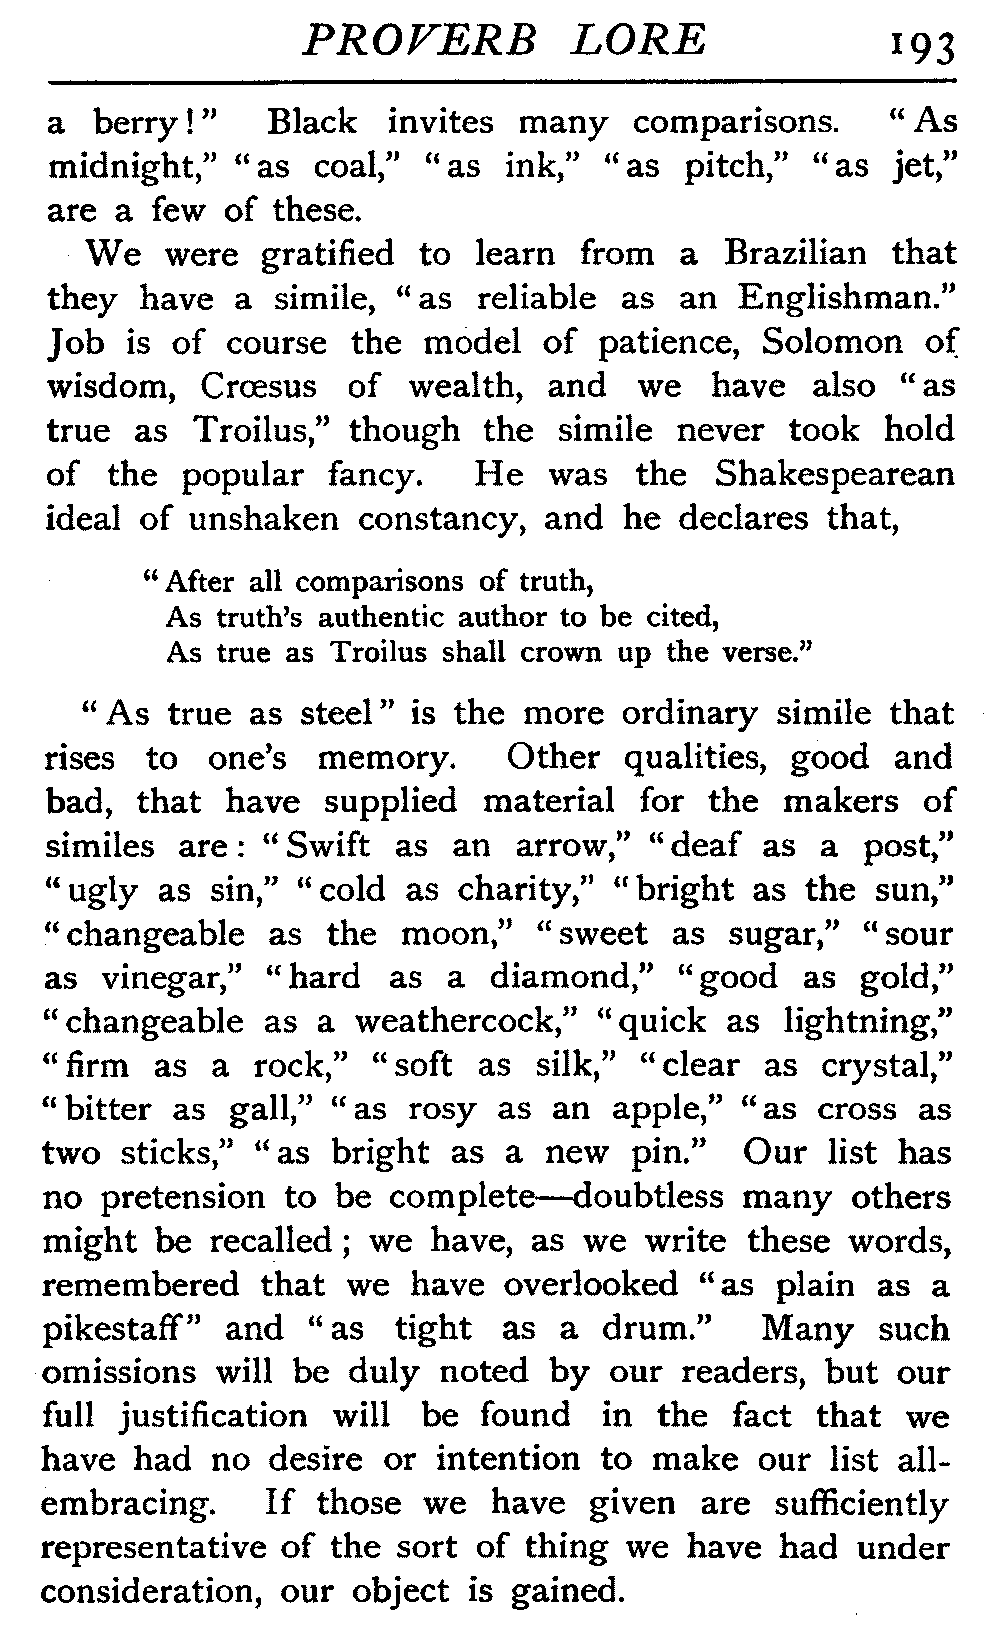 PROVERB LORE 193
a berry!” Black invites many comparisons. “As
midnight,” “as coal,” “as ink,” “as pitch,” “as jet,”
are a few of these.
We were gratified to learn from a Brazilian that
they have a simile, “as reliable as an Englishman.”
Job is of course the model of patience, Solomon of
wisdom, Crœsus of wealth, and we have also “as
true as Troilus,” though the simile never took hold
of the popular fancy. He was the Shakespearean
ideal of unshaken constancy, and he declares that,
“After all comparisons of truth,
As truth’s authentic author to be cited,
As true as Troilus shall crown up the verse.”
“As true as steel” is the more ordinary simile that
rises to one’s memory. Other qualities, good and
bad, that have supplied material for the makers of
similes are: “Swift as an arrow,” “deaf as a post,”
“ugly as sin,” “cold as charity,” “bright as the sun,”
“changeable as the moon,” “sweet as sugar,” “sour
as vinegar,” “hard as a diamond,” “good as gold,”
“changeable as a weathercock,” “quick as lightning,”
“firm as a rock,” “soft as silk,” “clear as crystal,”
“bitter as gall,” “as rosy as an apple,” “as cross as
two sticks,” “as bright as a new pin.” Our list has
no pretension to be complete—doubtless many others
might be recalled; we have, as we write these words,
remembered that we have overlooked “as plain as a
pikestaff” and “as tight as a drum.” Many such
omissions will be duly noted by our readers, but our
full justification will be found in the fact that we
have had no desire or intention to make our list all-
embracing. If those we have given are sufficiently
representative of the sort of thing we have had under
consideration, our object is gained.